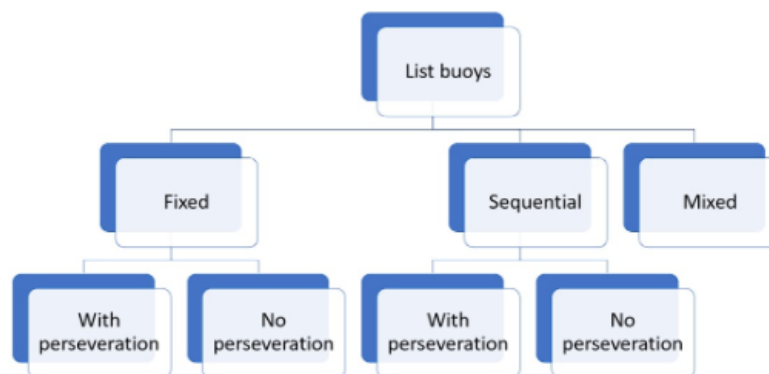 List buoys
Fixed
Sequential
Mixed
With
perseveration
No
perseveration
With
perseveration
No
perseveration